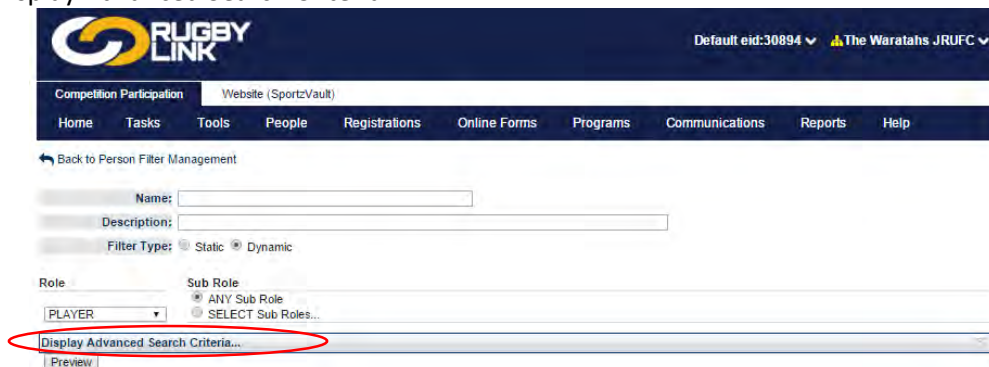 RUGBY
LINK
Default eid:30894 The Waratahs JRUFC
Competition Participation Website (SportzVault)
Home Tasks Tools People Registrations Online Forms Programs Communications Reports Help
Back to Person Filter Management
Name:
Description:
Filter Type: Static Dynamic
Role Sub Role
ANY Sub Role
PLAYER SELECT Sub Roles...
Display Advanced Search Criteria...
Preview